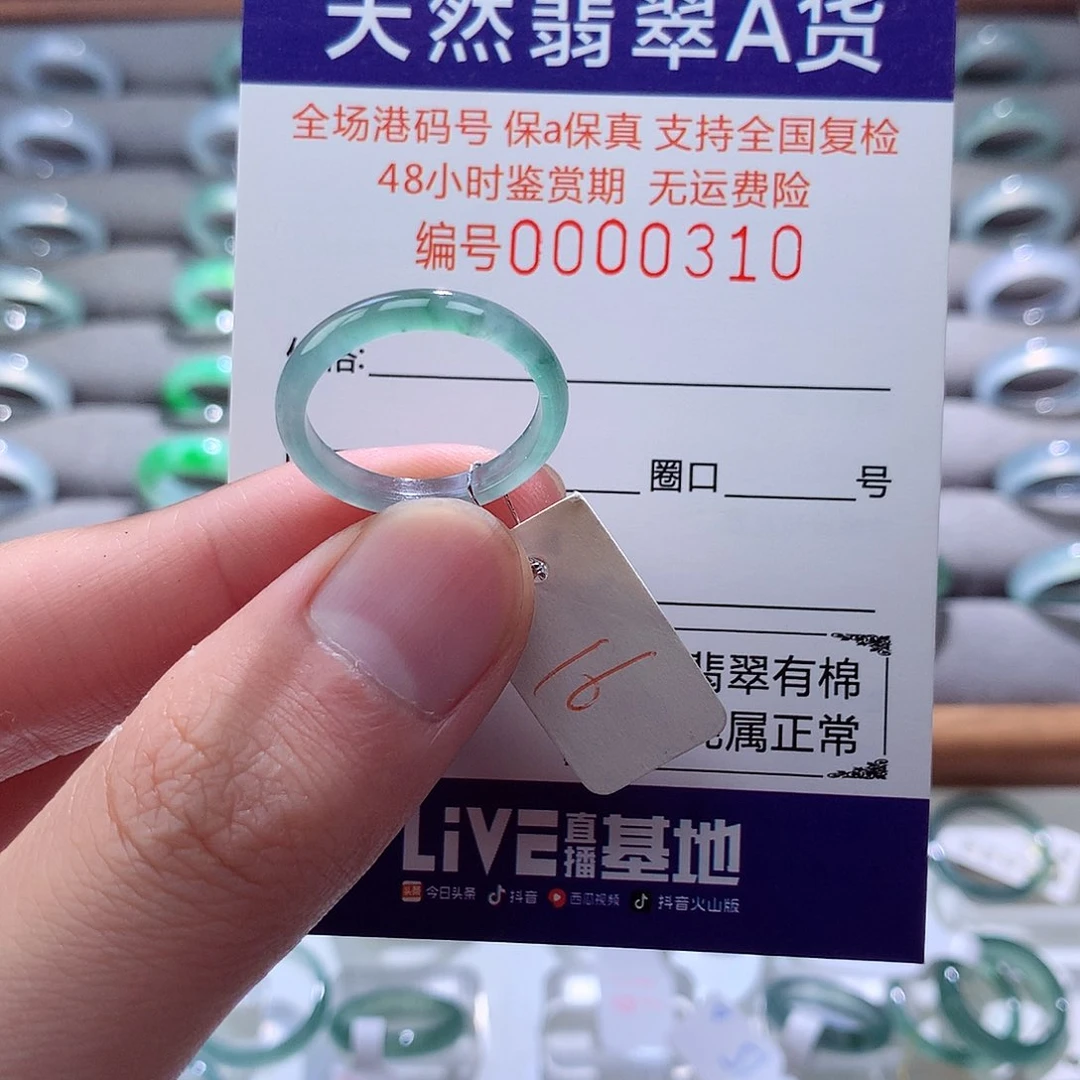 天然翡翠A货
全场港码号 保a保真 支持全国复检
48小时鉴赏期 无运费险
编号0000310
圈口 号
16
翡翠有棉
属正常
LiVE直播基地
头条 今日头条 抖音 西瓜视频 抖音火山版